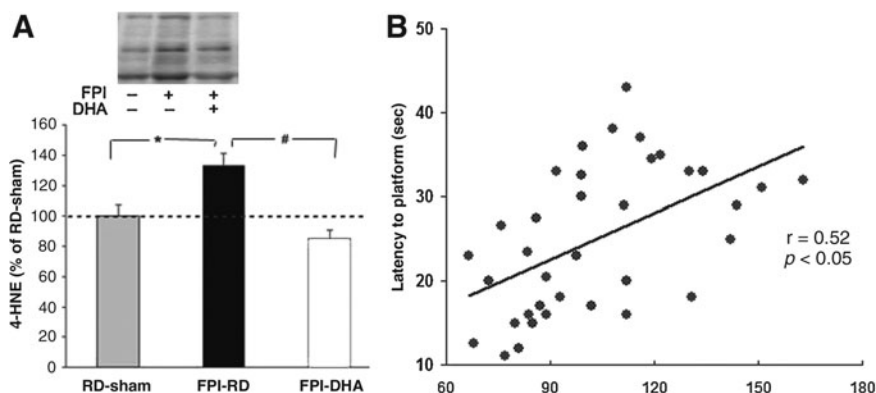 A
FPI - + +
DHA - - +
4-HNE (% of RD-sham)
160
140
120
100
80
60
40
20
0
*
#
RD-sham FPI-RD FPI-DHA
B
Latency to platform (sec)
50
40
30
20
10
r = 0.52
p < 0.05
60 90 120 150 180